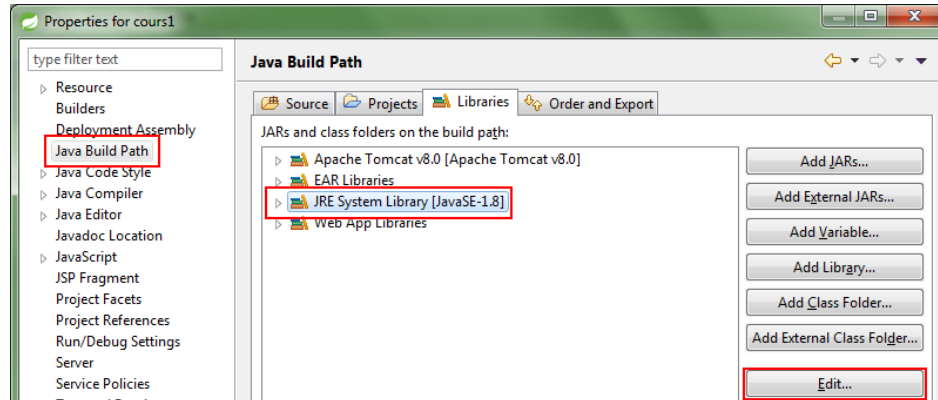 Properties for cours1
type filter text
Resource
Builders
Deployment Assembly
Java Build Path
Java Code Style
Java Compiler
Java Editor
Javadoc Location
JavaScript
JSP Fragment
Project Facets
Project References
Run/Debug Settings
Server
Service Policies
Java Build Path
Source
Projects
Libraries
Order and Export
JARs and class folders on the build path:
Apache Tomcat v8.0 [Apache Tomcat v8.0]
EAR Libraries
JRE System Library [JavaSE-1.8]
Web App Libraries
Add JARs...
Add External JARs...
Add Variable...
Add Library...
Add Class Folder...
Add External Class Folder...
Edit...